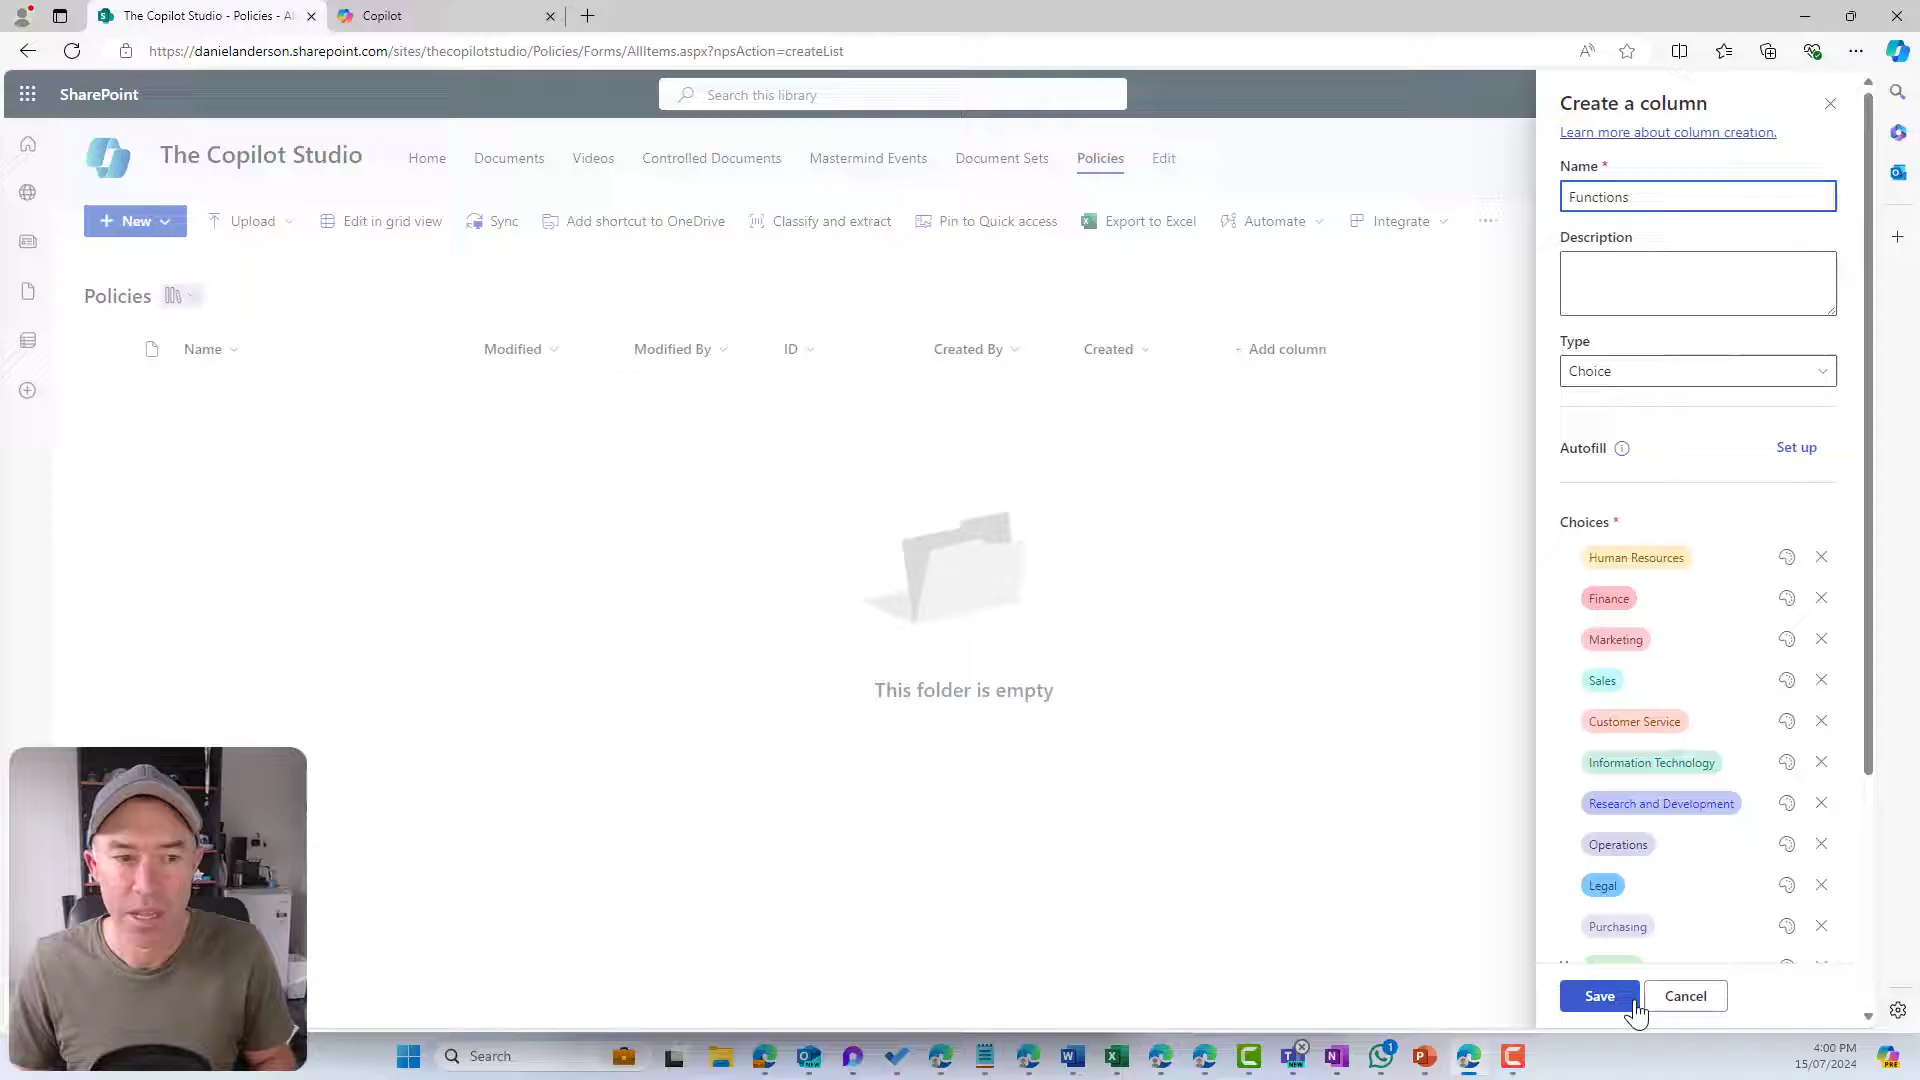 The Copilot Studio - Policies - Al
Copilot
https://danielanderson.sharepoint.com/sites/thecopilotstudio/Policies/Forms/AllItems.aspx?npsAction=createList
SharePoint
Search this library
The Copilot Studio
Home
Documents
Videos
Controlled Documents
Mastermind Events
Document Sets
Policies
Edit
New
Upload
Edit in grid view
Sync
Add shortcut to OneDrive
Classify and extract
Pin to Quick access
Export to Excel
Automate
Integrate
Policies
Name
Modified
Modified By
ID
Created By
Created
Add column
This folder is empty
Create a column
Learn more about column creation.
Name *
Functions
Description
Type
Choice
Autofill
Set up
Choices *
Human Resources
Finance
Marketing
Sales
Customer Service
Information Technology
Research and Development
Operations
Legal
Purchasing
Save
Cancel
Search
NEW
NEW
1
4:00 PM
15/07/2024
PRE